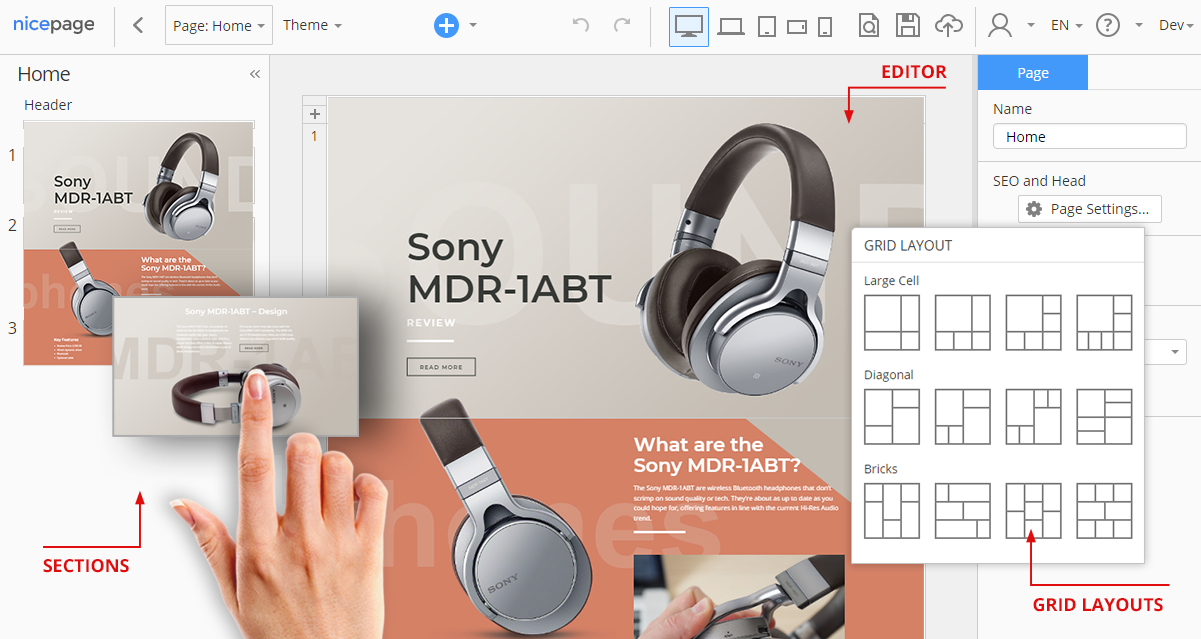 nicepage
Page: Home
Theme
EN
?
Dev
Home
Header
1
2
3
SOUND
Sony
MDR-1ABT
REVIEW
READ MORE
What are the
Sony MDR-1ABT?
phones
Key Features
Sony MDR-1ABT – Design
MDR-1A
READ MORE
SECTIONS
EDITOR
+
1
SOUND
Sony
MDR-1ABT
REVIEW
READ MORE
SONY
phones
SONY
What are the
Sony MDR-1ABT?
The Sony MDR-1ABT are wireless Bluetooth headphones that don't
scrimp on sound quality or tech. They're about as up to date as you
could hope for, offering features in line with the current Hi-Res Audio
trend.
Page
Name
Home
SEO and Head
Page Settings...
GRID LAYOUT
Large Cell
Diagonal
Bricks
GRID LAYOUTS